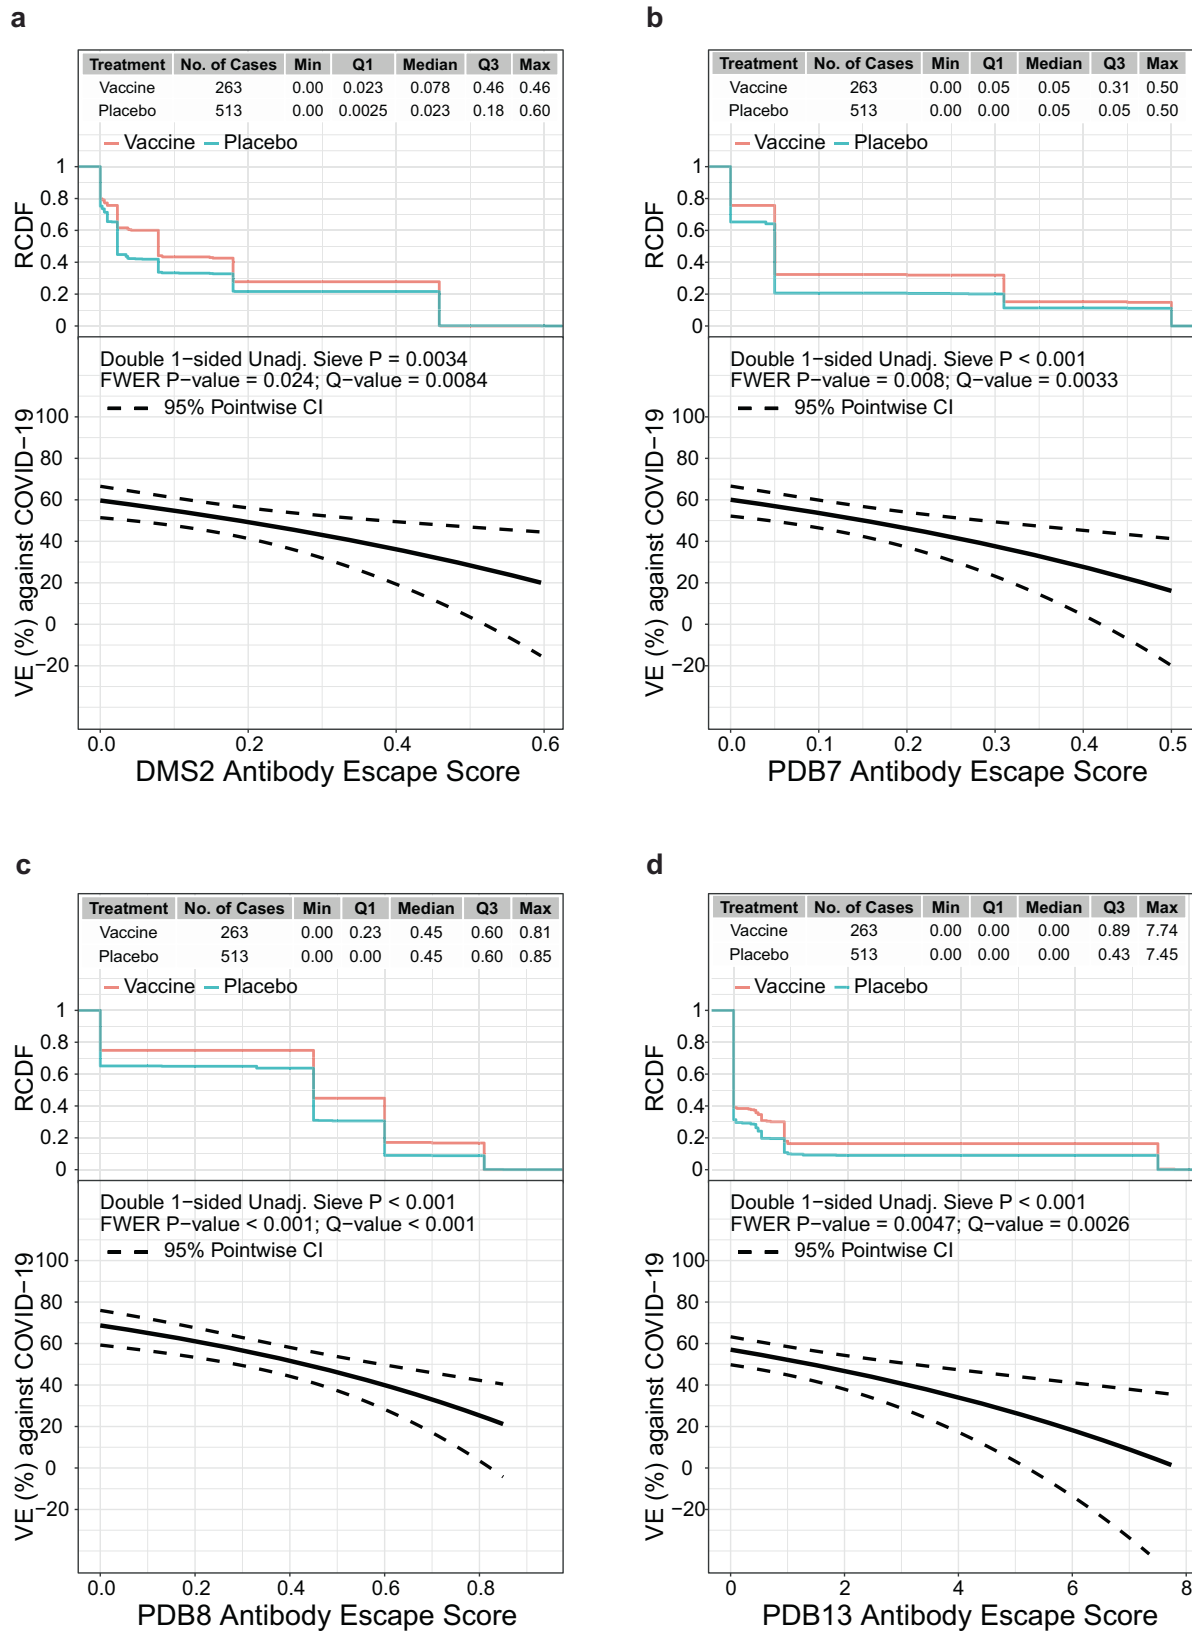 a
Treatment No. of Cases Min Q1 Median Q3 Max
Vaccine 263 0.00 0.023 0.078 0.46 0.46
Placebo 513 0.00 0.0025 0.023 0.18 0.60
Vaccine Placebo
1
0.8
0.6
0.4
0.2
0
RCDF
Double 1−sided Unadj. Sieve P = 0.0034
FWER P−value = 0.024; Q−value = 0.0084
95% Pointwise CI
100
80
60
40
20
0
−20
VE (%) against COVID−19
0.0 0.2 0.4 0.6
DMS2 Antibody Escape Score
b
Treatment No. of Cases Min Q1 Median Q3 Max
Vaccine 263 0.00 0.05 0.05 0.31 0.50
Placebo 513 0.00 0.00 0.05 0.05 0.50
Vaccine Placebo
1
0.8
0.6
0.4
0.2
0
RCDF
Double 1−sided Unadj. Sieve P < 0.001
FWER P−value = 0.008; Q−value = 0.0033
95% Pointwise CI
100
80
60
40
20
0
−20
VE (%) against COVID−19
0.0 0.1 0.2 0.3 0.4 0.5
PDB7 Antibody Escape Score
c
Treatment No. of Cases Min Q1 Median Q3 Max
Vaccine 263 0.00 0.23 0.45 0.60 0.81
Placebo 513 0.00 0.00 0.45 0.60 0.85
Vaccine Placebo
1
0.8
0.6
0.4
0.2
0
RCDF
Double 1−sided Unadj. Sieve P < 0.001
FWER P−value < 0.001; Q−value < 0.001
95% Pointwise CI
100
80
60
40
20
0
−20
VE (%) against COVID−19
0.0 0.2 0.4 0.6 0.8
PDB8 Antibody Escape Score
d
Treatment No. of Cases Min Q1 Median Q3 Max
Vaccine 263 0.00 0.00 0.00 0.89 7.74
Placebo 513 0.00 0.00 0.00 0.43 7.45
Vaccine Placebo
1
0.8
0.6
0.4
0.2
0
RCDF
Double 1−sided Unadj. Sieve P < 0.001
FWER P−value = 0.0047; Q−value = 0.0026
95% Pointwise CI
100
80
60
40
20
0
−20
VE (%) against COVID−19
0 2 4 6 8
PDB13 Antibody Escape Score